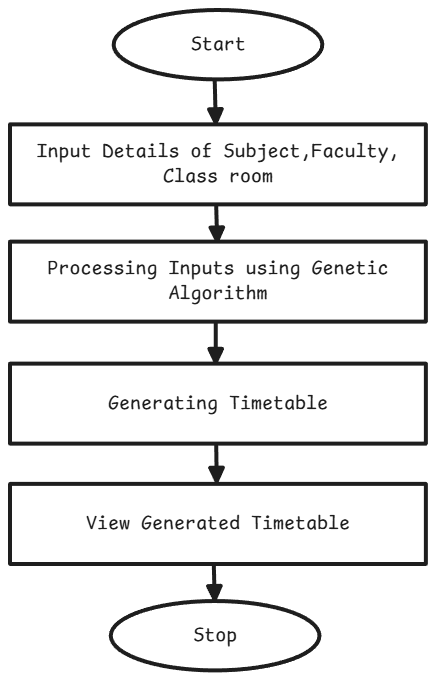 Start
Input Details of Subject,Faculty,
Class room
Processing Inputs using Genetic
Algorithm
Generating Timetable
View Generated Timetable
Stop